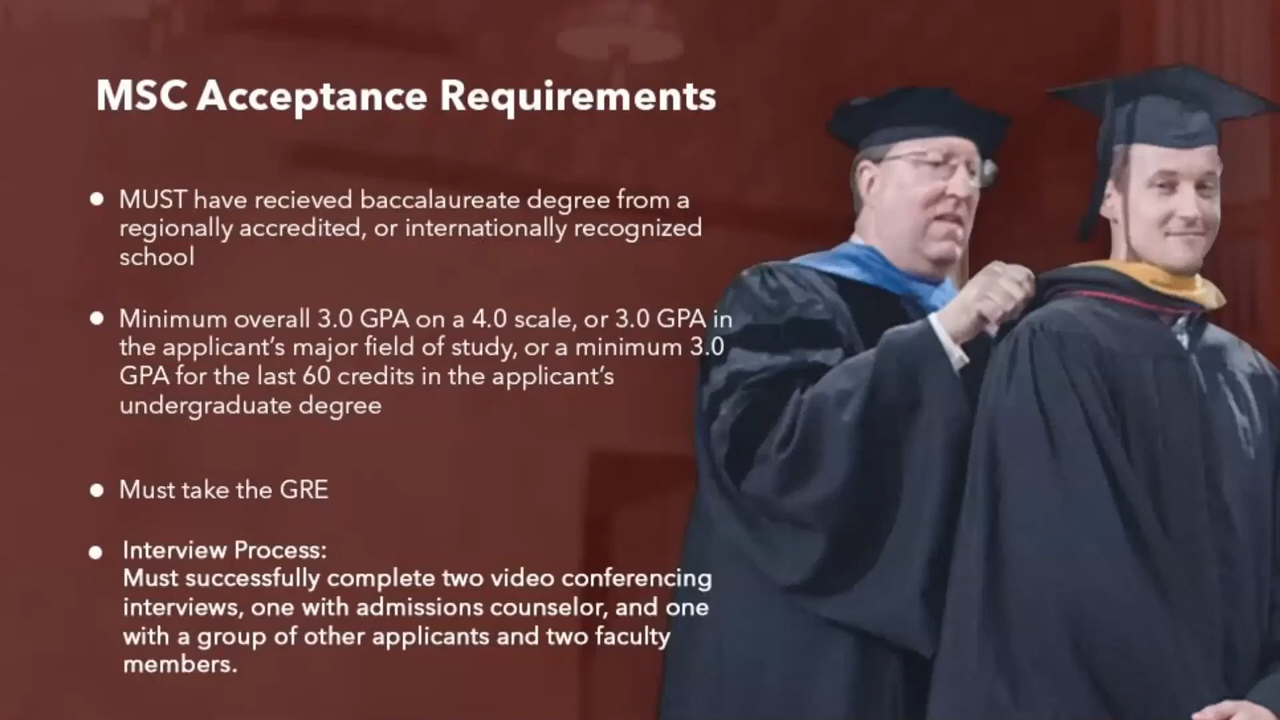 MSC Acceptance Requirements
MUST have recieved baccalaureate degree from a
regionally accredited, or internationally recognized
school
Minimum overall 3.0 GPA on a 4.0 scale, or 3.0 GPA in
the applicant’s major field of study, or a minimum 3.0
GPA for the last 60 credits in the applicant’s
undergraduate degree
Must take the GRE
Interview Process:
Must successfully complete two video conferencing
interviews, one with admissions counselor, and one
with a group of other applicants and two faculty
members.